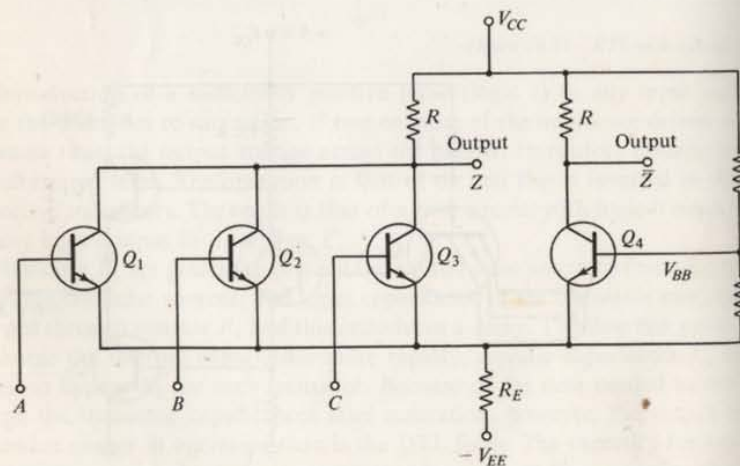 V_CC
R
R
Output
Z
Output
Z̅
Q_1
Q_2
Q_3
Q_4
V_BB
A
B
C
R_E
−V_EE